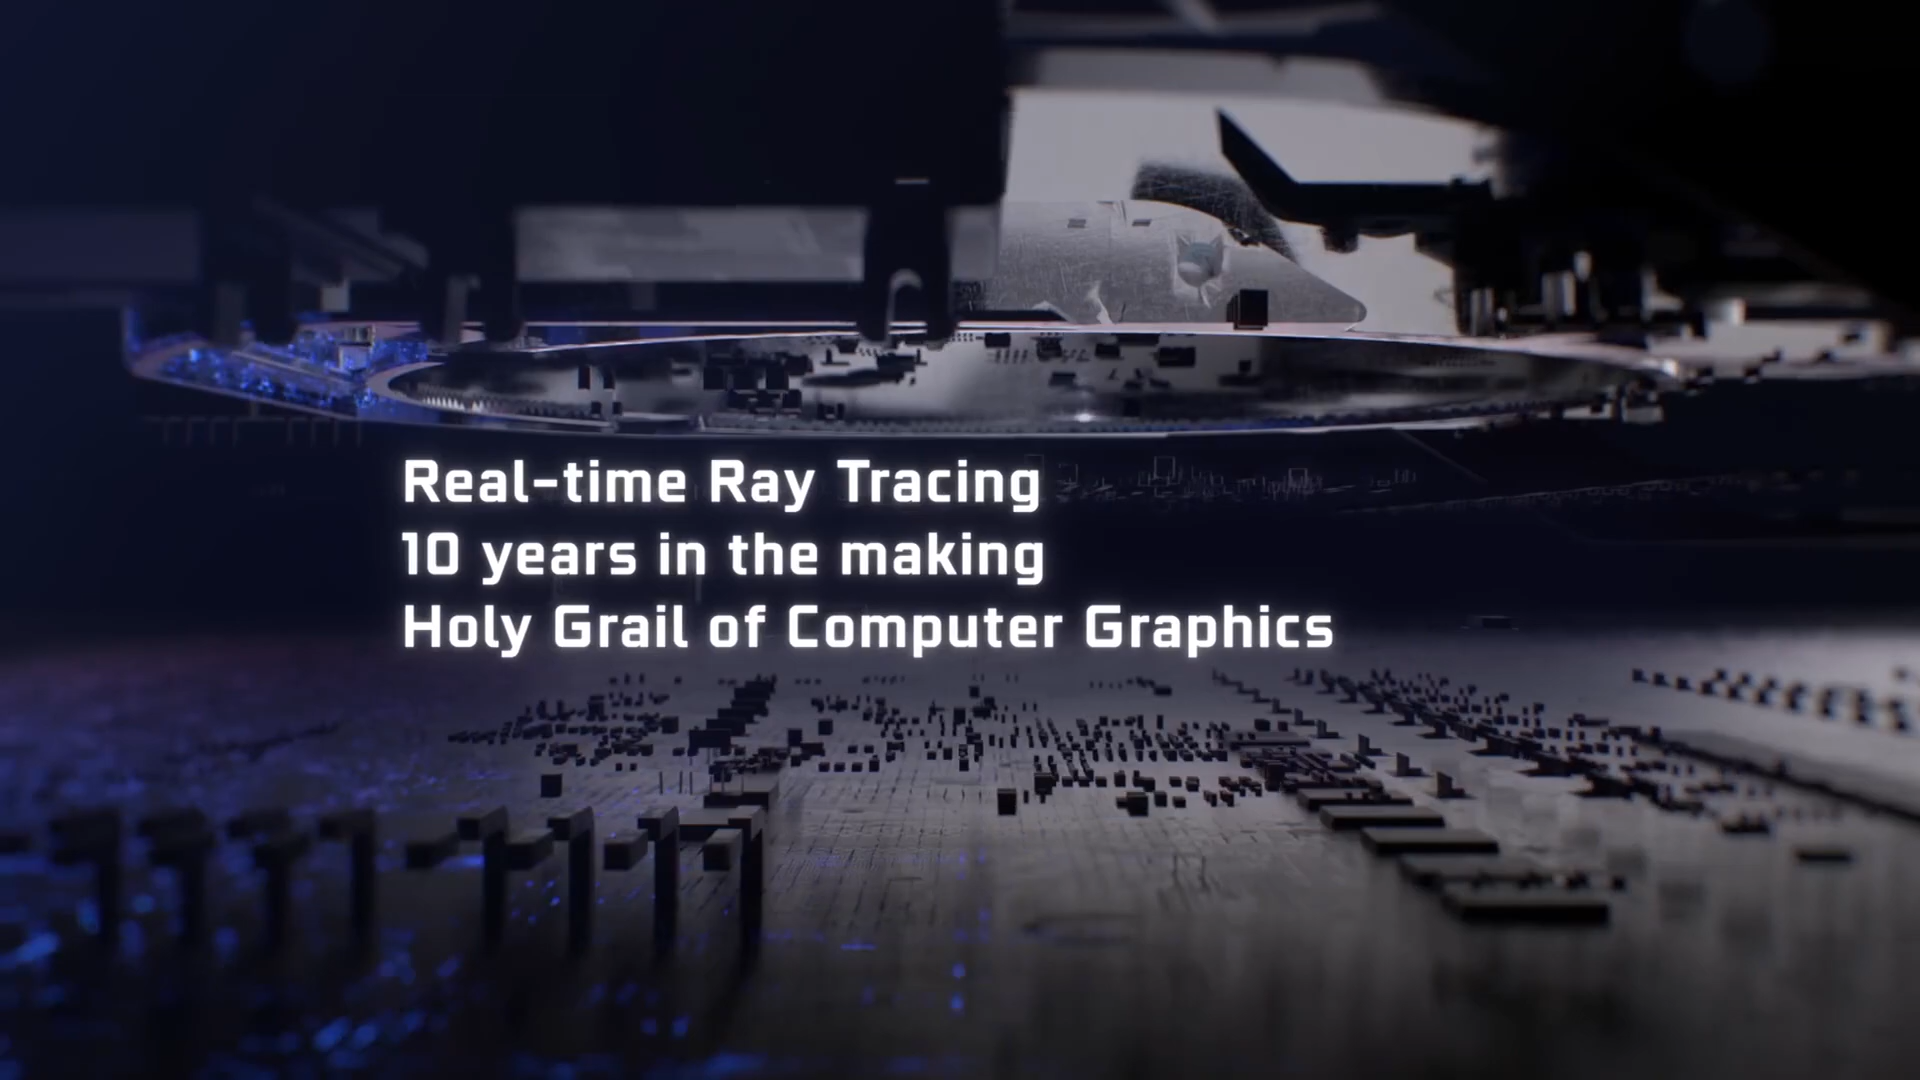 Real-time Ray Tracing
10 years in the making
Holy Grail of Computer Graphics